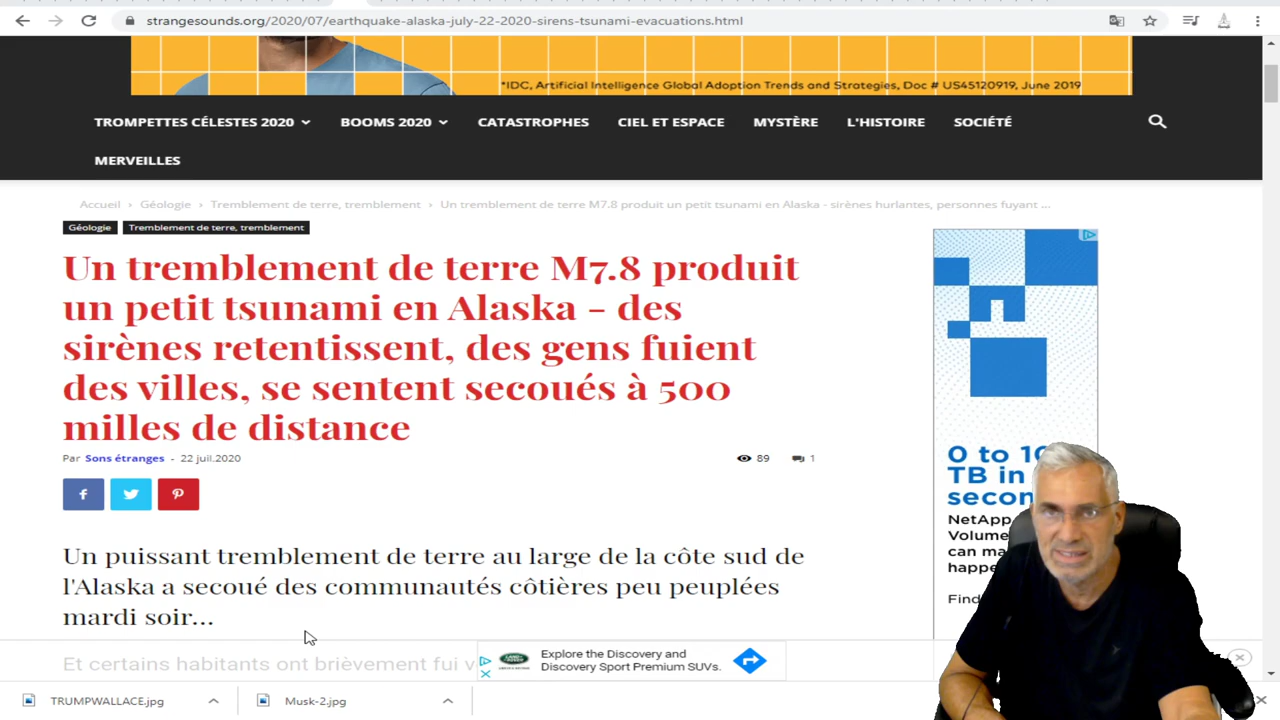 strangesounds.org/2020/07/earthquake-alaska-july-22-2020-sirens-tsunami-evacuations.html
*IDC, Artificial Intelligence Global Adoption Trends and Strategies, Doc # US45120919, June 2019
TROMPETTES CÉLESTES 2020 BOOMS 2020 CATASTROPHES CIEL ET ESPACE MYSTÈRE L'HISTOIRE SOCIÉTÉ
MERVEILLES
Accueil › Géologie › Tremblement de terre, tremblement › Un tremblement de terre M7.8 produit un petit tsunami en Alaska - sirènes hurlantes, personnes fuyant ...
Géologie Tremblement de terre, tremblement
Un tremblement de terre M7.8 produit
un petit tsunami en Alaska - des
sirènes retentissent, des gens fuient
des villes, se sentent secoués à 500
milles de distance
Par Sons étranges - 22 juil.2020 89 1
Un puissant tremblement de terre au large de la côte sud de
l'Alaska a secoué des communautés côtières peu peuplées
mardi soir...
Et certains habitants ont brièvement fui
0 to
TB in
NetApp
Volume
can
Explore the Discovery and
Discovery Sport Premium SUVs.
LAND ROVER
TRUMPWALLACE.jpg Musk-2.jpg